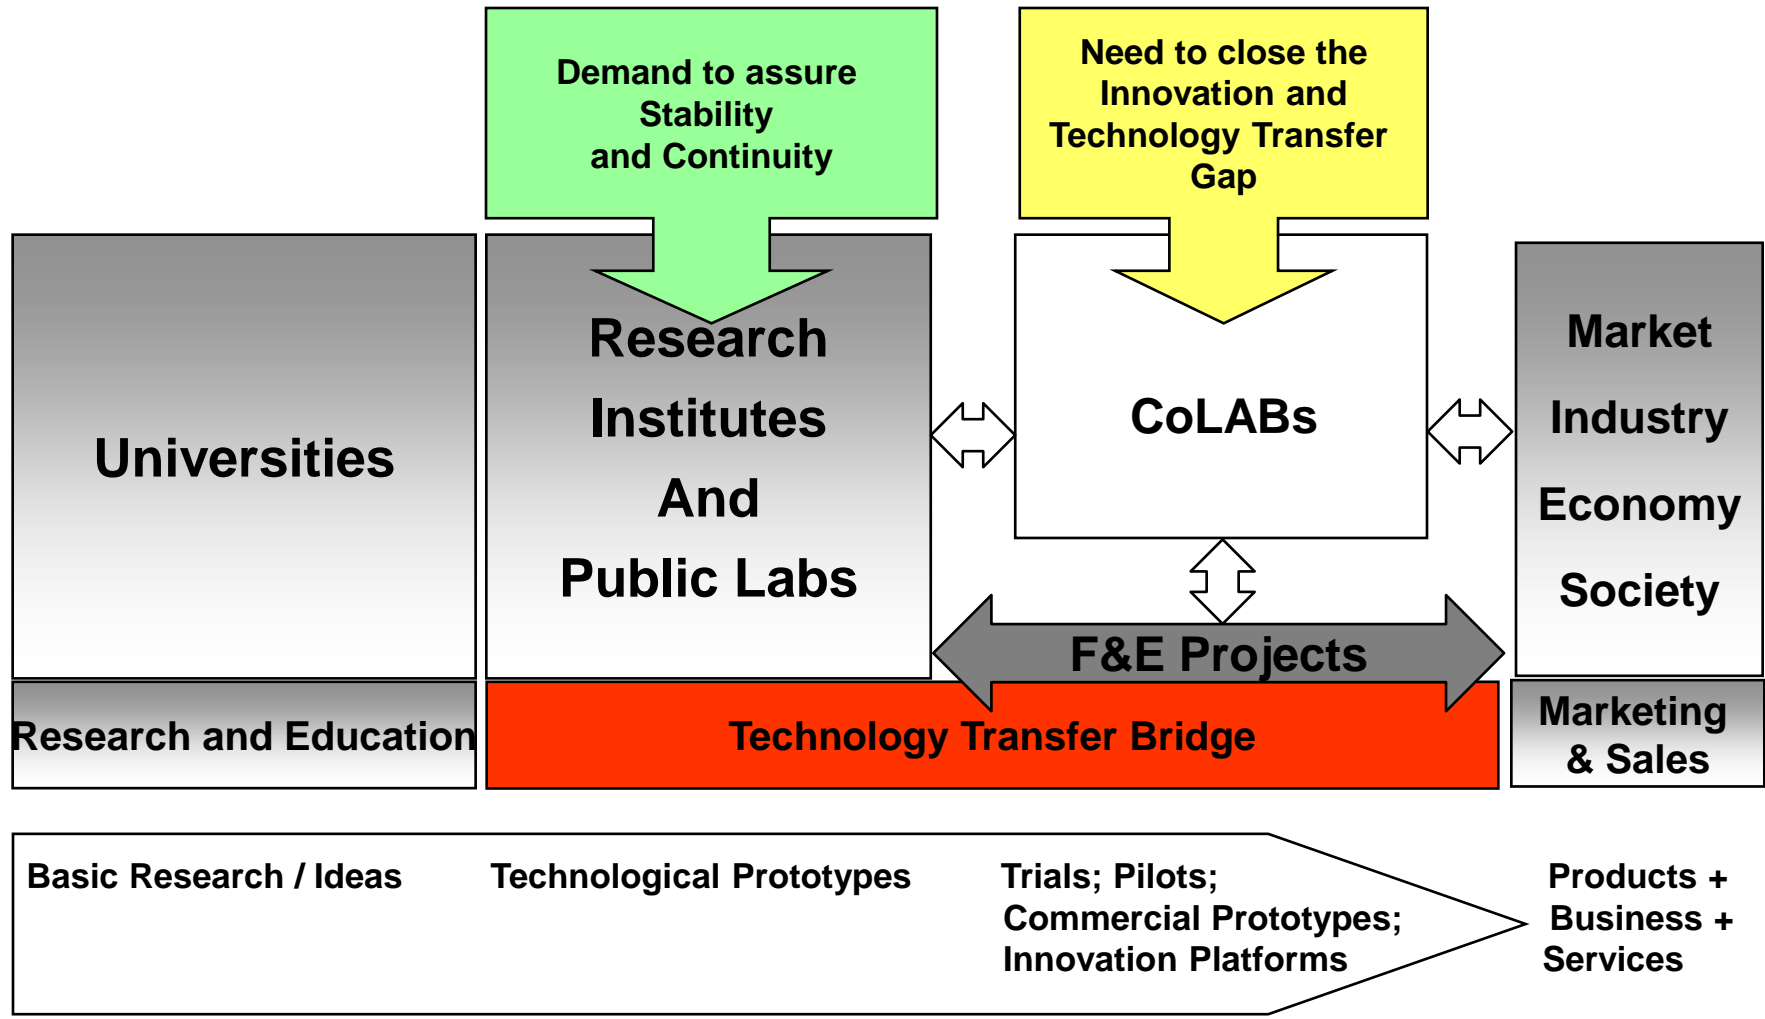 Demand to assure
Stability
and Continuity
Need to close the
Innovation and
Technology Transfer
Gap
Universities
Research
Institutes
And
Public Labs
CoLABs
Market
Industry
Economy
Society
F&E Projects
Research and Education
Technology Transfer Bridge
Marketing
& Sales
Basic Research / Ideas
Technological Prototypes
Trials; Pilots;
Commercial Prototypes;
Innovation Platforms
Products +
Business +
Services